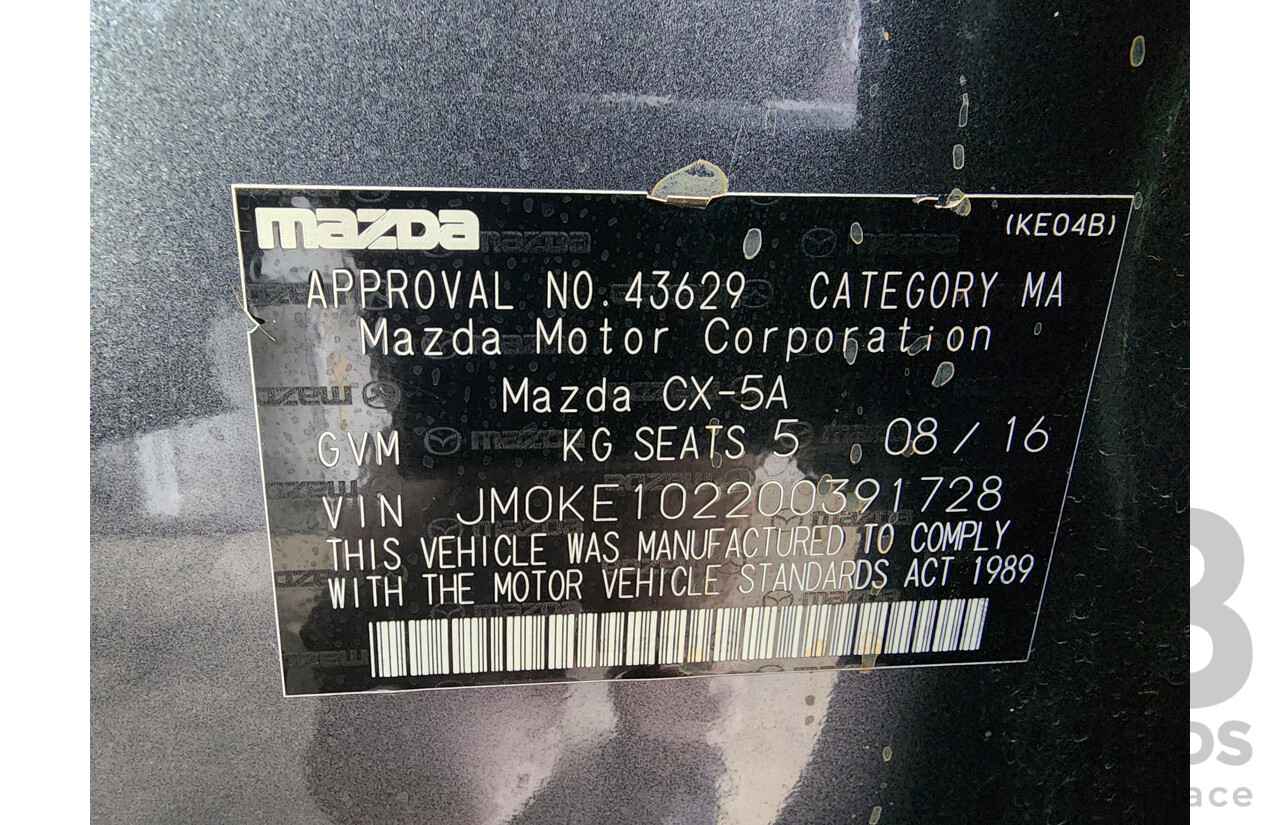 mazda (KE04B)
APPROVAL NO. 43629 CATEGORY MA
Mazda Motor Corporation
Mazda CX-5A
GVM KG SEATS 5 08/16
VIN JM0KE102200391728
THIS VEHICLE WAS MANUFACTURED TO COMPLY
WITH THE MOTOR VEHICLE STANDARDS ACT 1989